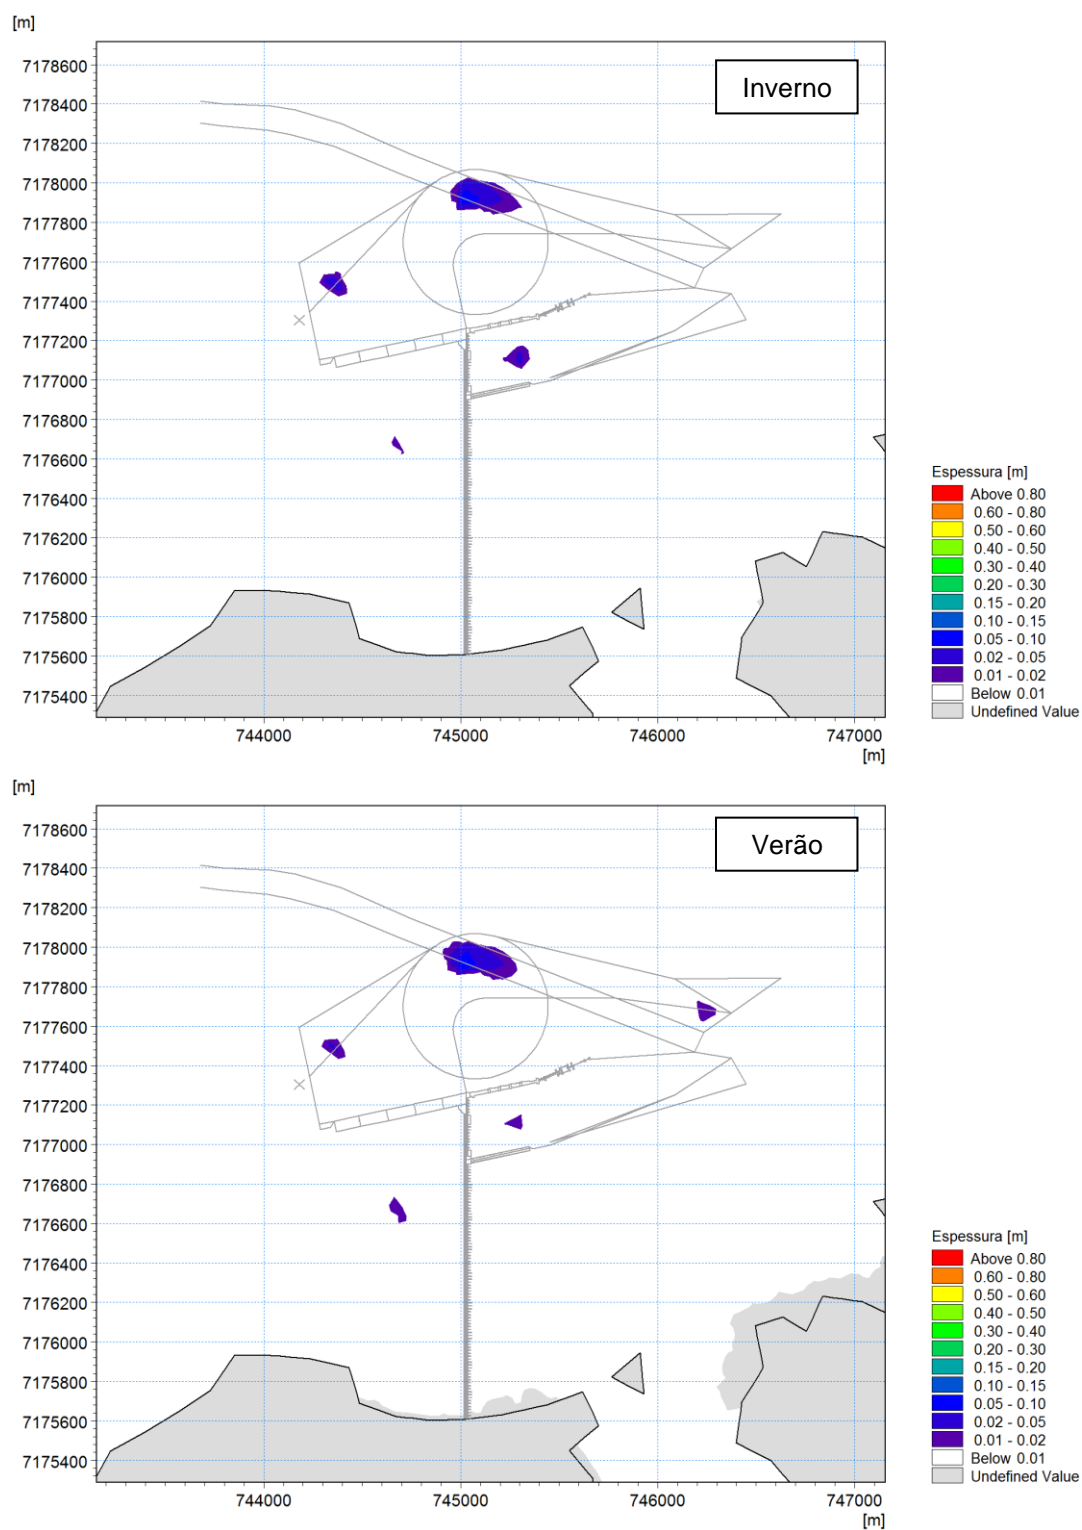 [m]
Inverno
7178600
7178400
7178200
7178000
7177800
7177600
7177400
7177200
7177000
7176800
7176600
7176400
7176200
7176000
7175800
7175600
7175400
744000 745000 746000 747000
[m]
Espessura [m]
Above 0.80
0.60 - 0.80
0.50 - 0.60
0.40 - 0.50
0.30 - 0.40
0.20 - 0.30
0.15 - 0.20
0.10 - 0.15
0.05 - 0.10
0.02 - 0.05
0.01 - 0.02
Below 0.01
Undefined Value
[m]
Verão
7178600
7178400
7178200
7178000
7177800
7177600
7177400
7177200
7177000
7176800
7176600
7176400
7176200
7176000
7175800
7175600
7175400
744000 745000 746000 747000
[m]
Espessura [m]
Above 0.80
0.60 - 0.80
0.50 - 0.60
0.40 - 0.50
0.30 - 0.40
0.20 - 0.30
0.15 - 0.20
0.10 - 0.15
0.05 - 0.10
0.02 - 0.05
0.01 - 0.02
Below 0.01
Undefined Value